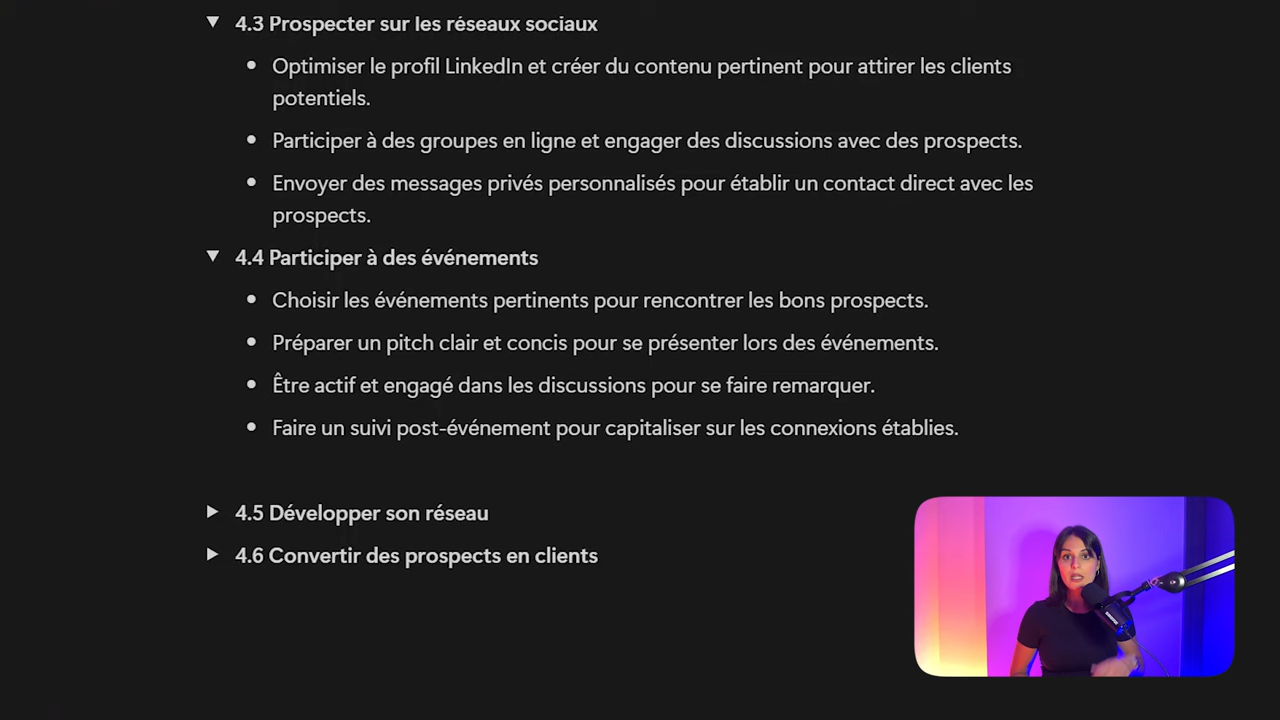 4.3 Prospecter sur les réseaux sociaux
Optimiser le profil LinkedIn et créer du contenu pertinent pour attirer les clients
potentiels.
Participer à des groupes en ligne et engager des discussions avec des prospects.
Envoyer des messages privés personnalisés pour établir un contact direct avec les
prospects.
4.4 Participer à des événements
Choisir les événements pertinents pour rencontrer les bons prospects.
Préparer un pitch clair et concis pour se présenter lors des événements.
Être actif et engagé dans les discussions pour se faire remarquer.
Faire un suivi post-événement pour capitaliser sur les connexions établies.
4.5 Développer son réseau
4.6 Convertir des prospects en clients